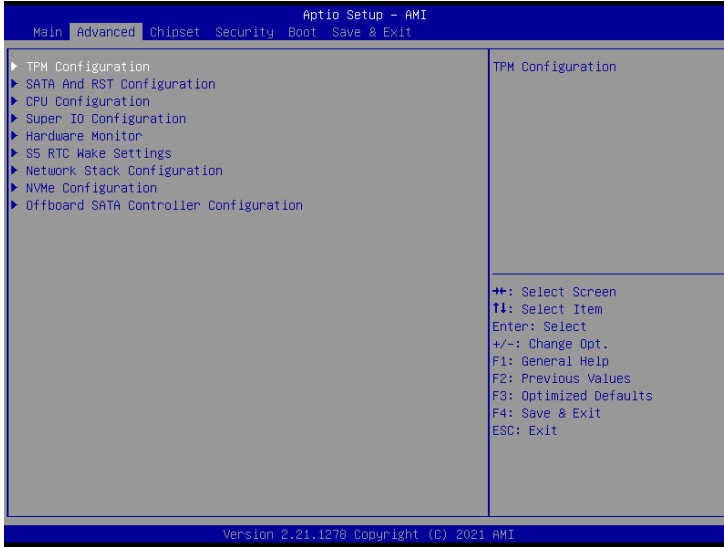 Aptio Setup – AMI
Main Advanced Chipset Security Boot Save & Exit
▶ TPM Configuration
▶ SATA And RST Configuration
▶ CPU Configuration
▶ Super IO Configuration
▶ Hardware Monitor
▶ S5 RTC Wake Settings
▶ Network Stack Configuration
▶ NVMe Configuration
▶ Offboard SATA Controller Configuration
TPM Configuration
→←: Select Screen
↑↓: Select Item
Enter: Select
+/-: Change Opt.
F1: General Help
F2: Previous Values
F3: Optimized Defaults
F4: Save & Exit
ESC: Exit
Version 2.21.1278 Copyright (C) 2021 AMI